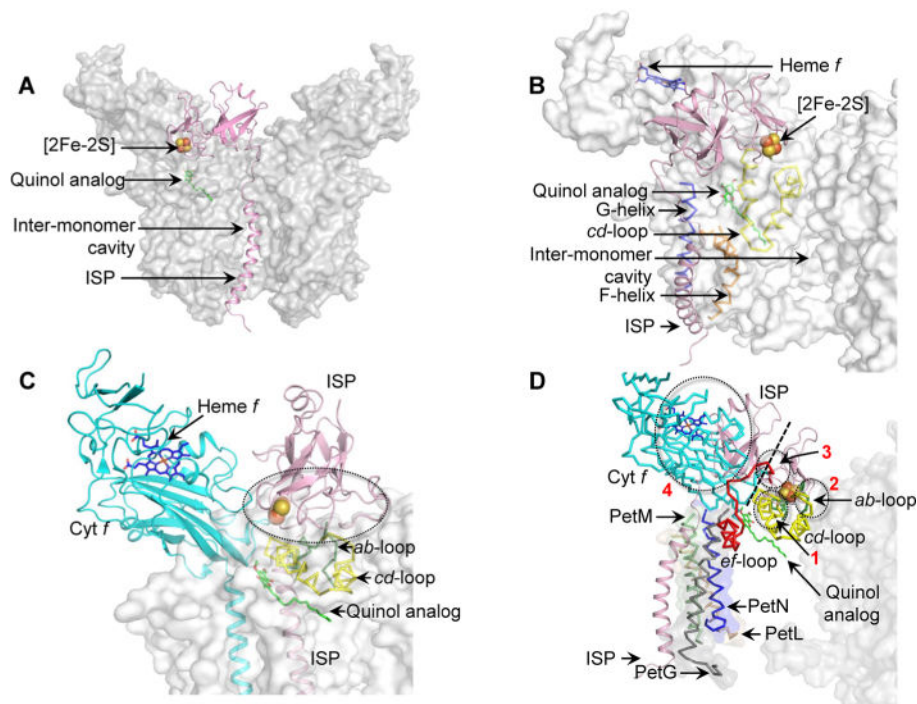 A
[2Fe-2S]
Quinol analog
Inter-monomer
cavity
ISP
B
Heme f
[2Fe-2S]
Quinol analog
G-helix
cd-loop
Inter-monomer
cavity
F-helix
ISP
C
ISP
Heme f
Cyt f
ab-loop
cd-loop
Quinol analog
ISP
D
ISP
3
Cyt f
4
2
ab-loop
PetM
cd-loop
ef-loop
1
Quinol
analog
PetN
PetL
ISP
PetG